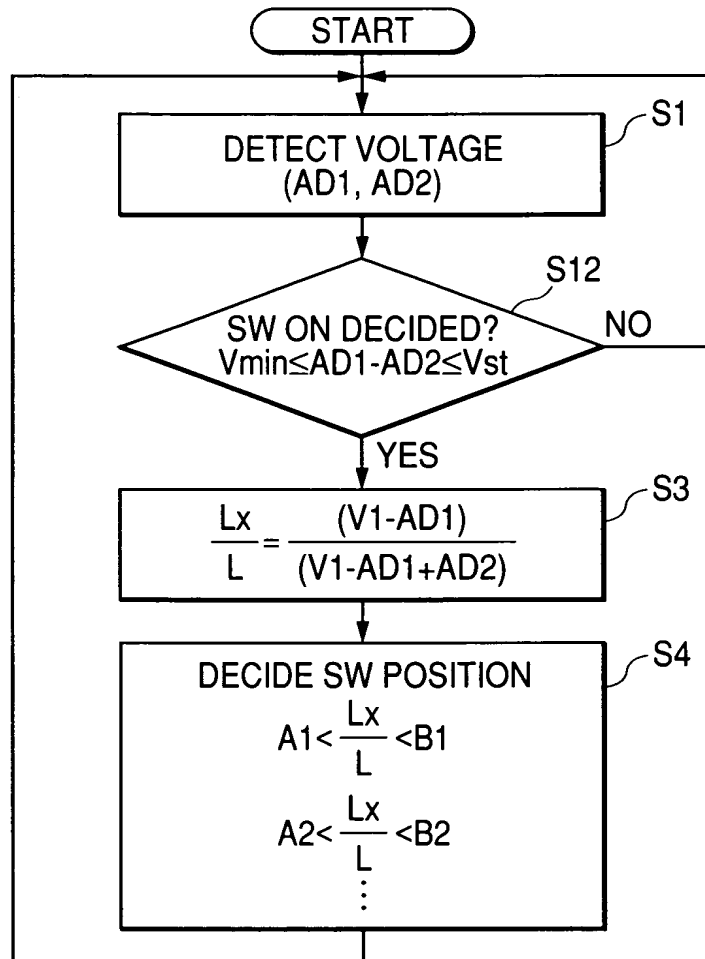 START
S1
DETECT VOLTAGE
(AD1, AD2)
S12
SW ON DECIDED?
NO
Vmin≤AD1-AD2≤Vst
YES
S3
Lx/L = (V1-AD1)/(V1-AD1+AD2)
S4
DECIDE SW POSITION
A1< Lx/L <B1
A2< Lx/L <B2
⋮